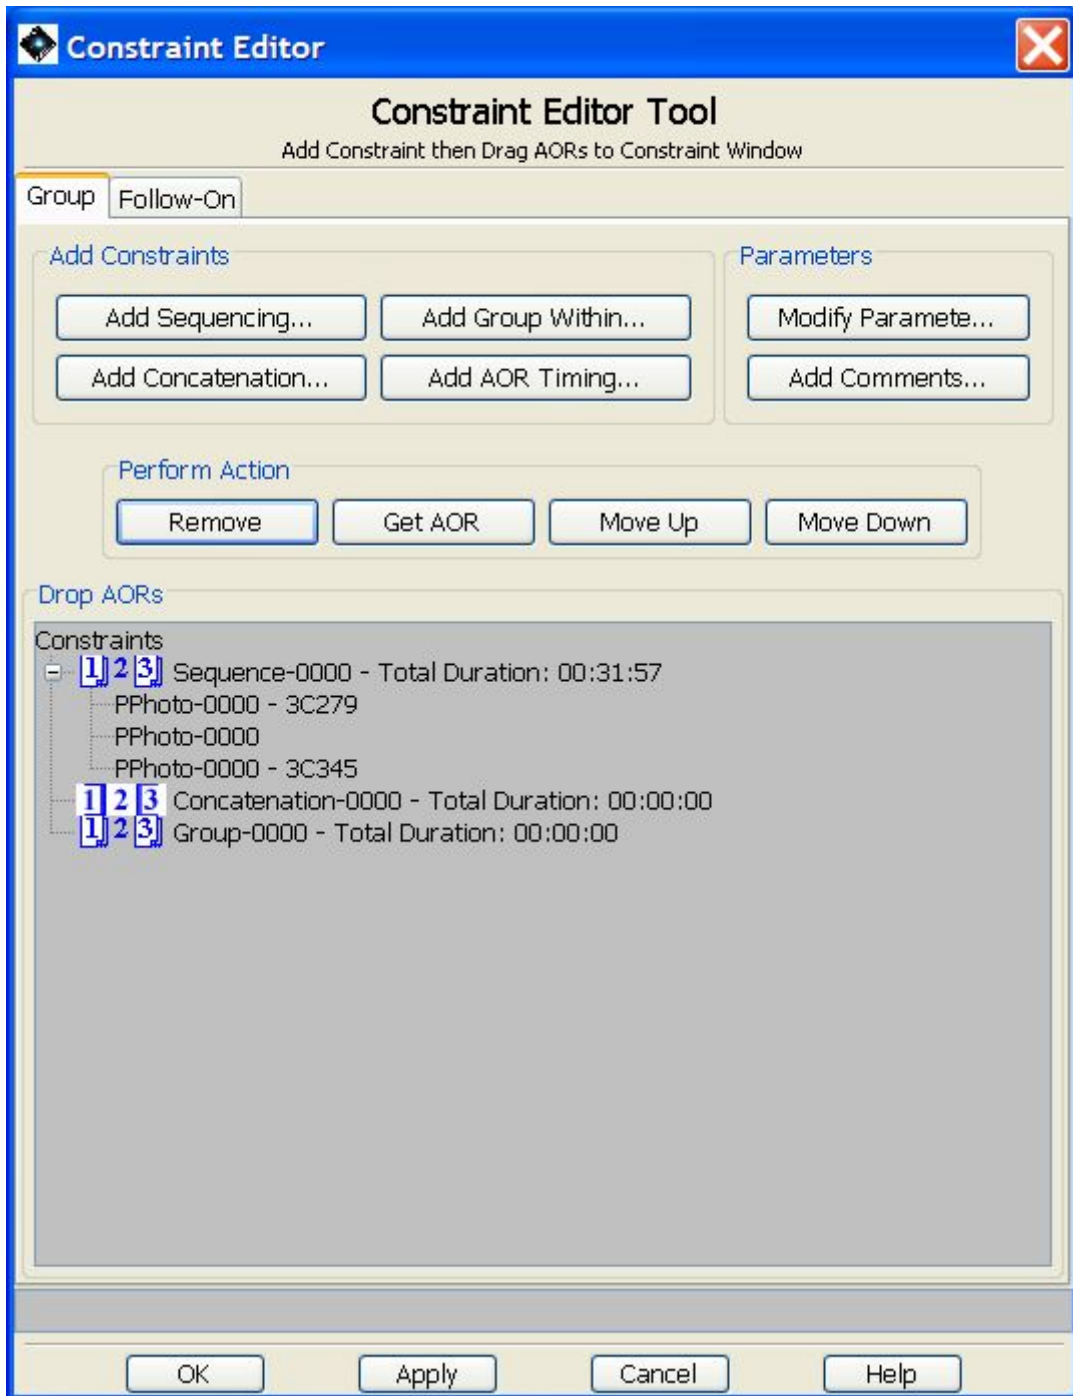 Constraint Editor
Constraint Editor Tool
Add Constraint then Drag AORs to Constraint Window
Group Follow-On
Add Constraints Parameters
Add Sequencing... Add Group Within... Modify Paramete...
Add Concatenation... Add AOR Timing... Add Comments...
Perform Action
Remove Get AOR Move Up Move Down
Drop AORs
Constraints
1 2 3 Sequence-0000 - Total Duration: 00:31:57
PPhoto-0000 - 3C279
PPhoto-0000
PPhoto-0000 - 3C345
1 2 3 Concatenation-0000 - Total Duration: 00:00:00
1 2 3 Group-0000 - Total Duration: 00:00:00
OK Apply Cancel Help